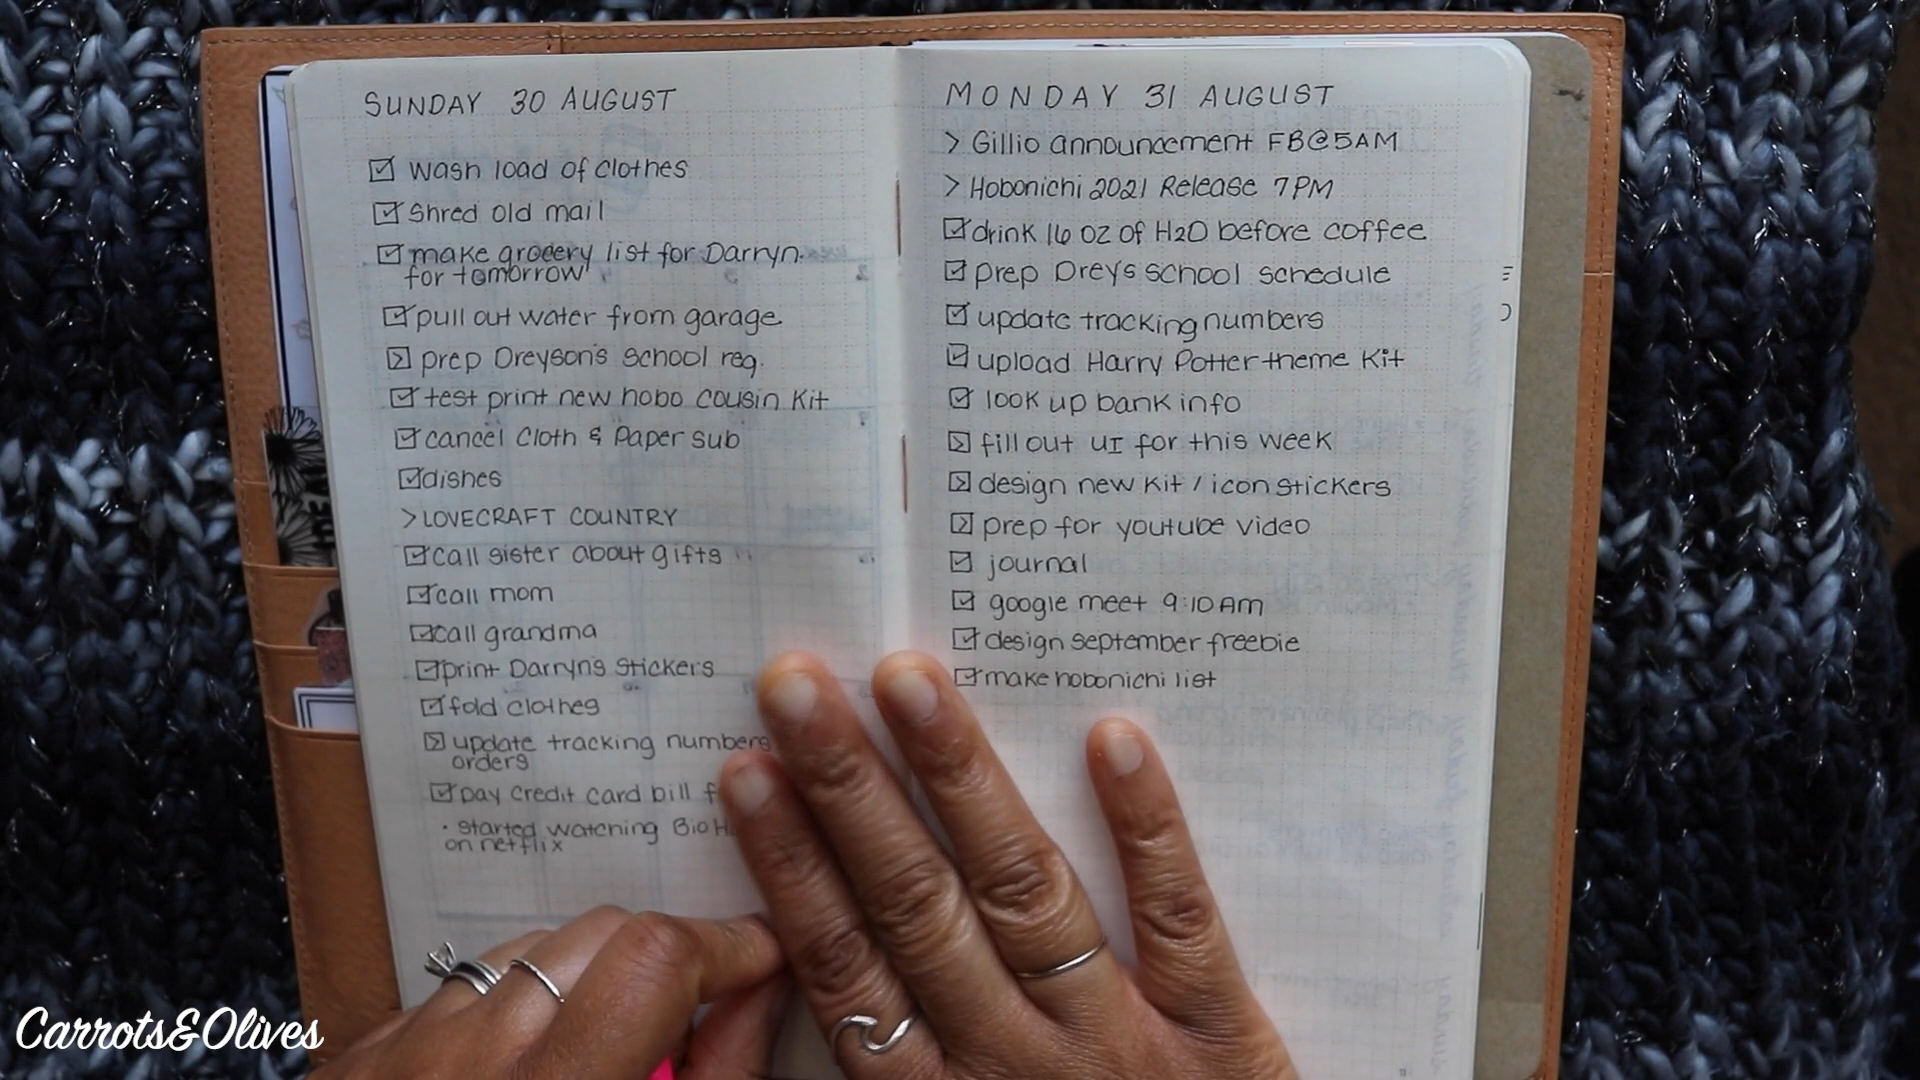 SUNDAY 30 AUGUST
☑ wash load of clothes
☑ Shred old mail
☑ make grocery list for Darryn
for tomorrow
☑ pull out water from garage
prep Dreyson's school reg.
☑ test print new hobo cousin kit
☑ cancel Cloth & Paper sub
☑ dishes
> LOVECRAFT COUNTRY
☑ call sister about gifts
☑ call mom
☑ call grandma
☑ print Darryn's stickers
☑ fold clothes
update tracking numbers
orders
☑ pay credit card bill
· started watching Bio
on netflix
MONDAY 31 AUGUST
> Gillio announcement FB@5AM
> Hobonichi 2021 Release 7PM
☑ drink 16 oz of H2O before coffee
☑ prep Drey's school schedule
☑ update tracking numbers
☑ upload Harry Potter theme kit
☑ look up bank info
fill out UI for this week
design new kit / icon stickers
prep for youtube video
☑ journal
☑ google meet 9:10 AM
☑ design september freebie
☑ make hobonichi list
Carrots&Olives